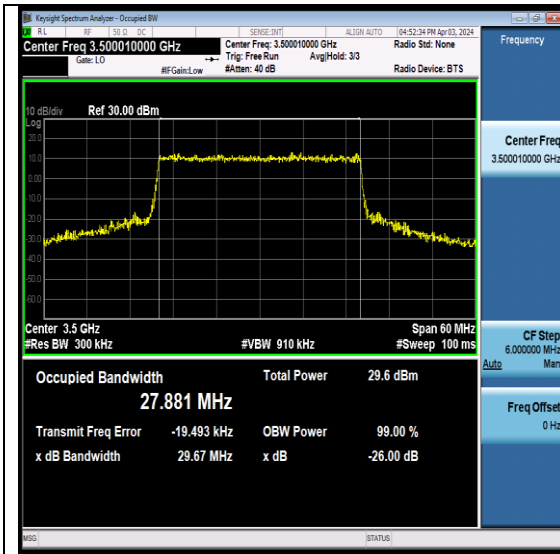 Keysight Spectrum Analyzer - Occupied BW
RL RF 50 Ω DC SENSE:INT ALIGN AUTO 04:52:34 PM Apr 03, 2024
Center Freq 3.500010000 GHz
Center Freq: 3.500010000 GHz
Radio Std: None
Gate: LO
Trig: Free Run Avg|Hold: 3/3
#IFGain:Low
#Atten: 40 dB
Radio Device: BTS
10 dB/div Ref 30.00 dBm
Log
20.0
10.0
0.00
-10.0
-20.0
-30.0
-40.0
-50.0
-60.0
Center 3.5 GHz Span 60 MHz
#Res BW 300 kHz #VBW 910 kHz #Sweep 100 ms
Occupied Bandwidth Total Power 29.6 dBm
27.881 MHz
Transmit Freq Error -19.493 kHz OBW Power 99.00 %
x dB Bandwidth 29.67 MHz x dB -26.00 dB
MSG STATUS
Frequency
Center Freq
3.500010000 GHz
CF Step
6.000000 MHz
Auto Man
Freq Offset
0 Hz